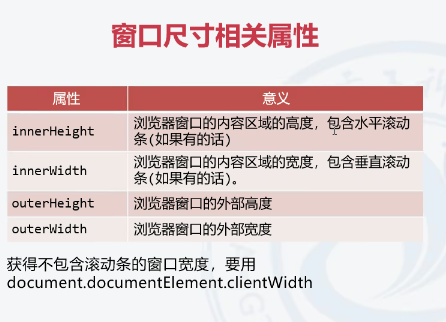 窗口尺寸相关属性
属性 意义
innerHeight 浏览器窗口的内容区域的高度，包含水平滚动
条(如果有的话)
innerWidth 浏览器窗口的内容区域的宽度，包含垂直滚动
条(如果有的话)。
outerHeight 浏览器窗口的外部高度
outerWidth 浏览器窗口的外部宽度
获得不包含滚动条的窗口宽度，要用
document.documentElement.clientWidth